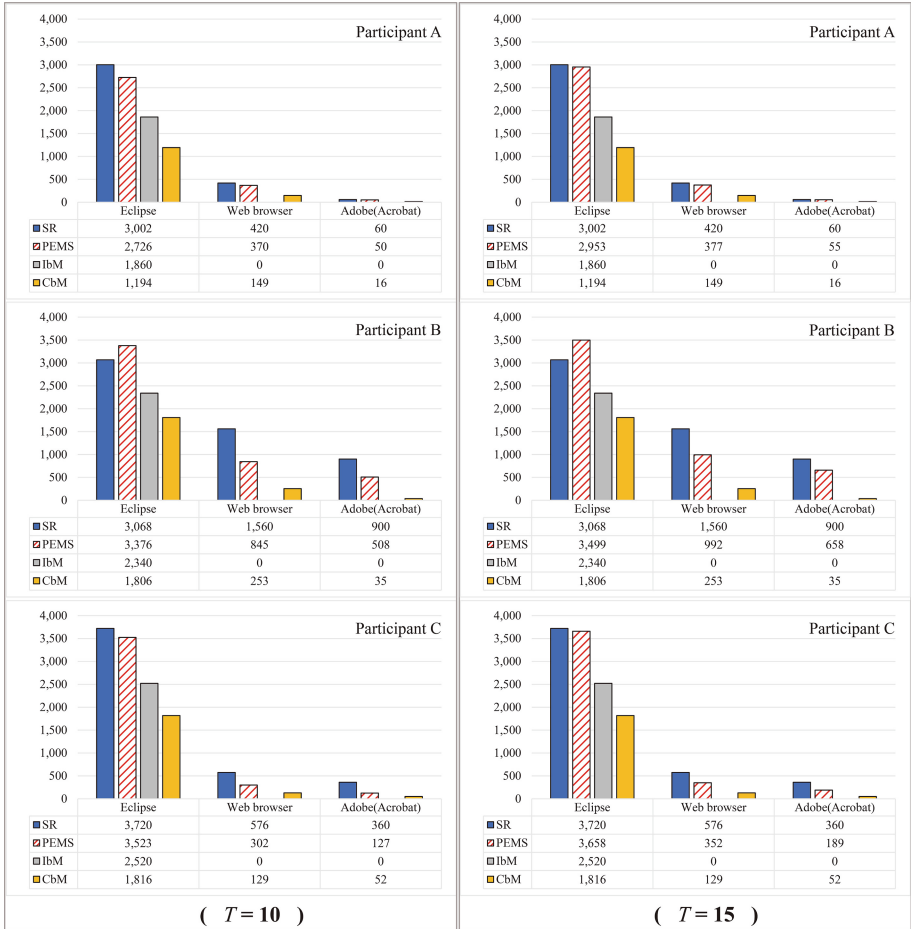 4,000
Participant A
3,500
3,000
2,500
2,000
1,500
1,000
500
0
Eclipse Web browser Adobe(Acrobat)
SR 3,002 420 60
PEMS 2,726 370 50
IbM 1,860 0 0
CbM 1,194 149 16
4,000
Participant B
3,500
3,000
2,500
2,000
1,500
1,000
500
0
Eclipse Web browser Adobe(Acrobat)
SR 3,068 1,560 900
PEMS 3,376 845 508
IbM 2,340 0 0
CbM 1,806 253 35
4,000
Participant C
3,500
3,000
2,500
2,000
1,500
1,000
500
0
Eclipse Web browser Adobe(Acrobat)
SR 3,720 576 360
PEMS 3,523 302 127
IbM 2,520 0 0
CbM 1,816 129 52
( T = 10 )
4,000
Participant A
3,500
3,000
2,500
2,000
1,500
1,000
500
0
Eclipse Web browser Adobe(Acrobat)
SR 3,002 420 60
PEMS 2,953 377 55
IbM 1,860 0 0
CbM 1,194 149 16
4,000
Participant B
3,500
3,000
2,500
2,000
1,500
1,000
500
0
Eclipse Web browser Adobe(Acrobat)
SR 3,068 1,560 900
PEMS 3,499 992 658
IbM 2,340 0 0
CbM 1,806 253 35
4,000
Participant C
3,500
3,000
2,500
2,000
1,500
1,000
500
0
Eclipse Web browser Adobe(Acrobat)
SR 3,720 576 360
PEMS 3,658 352 189
IbM 2,520 0 0
CbM 1,816 129 52
( T = 15 )